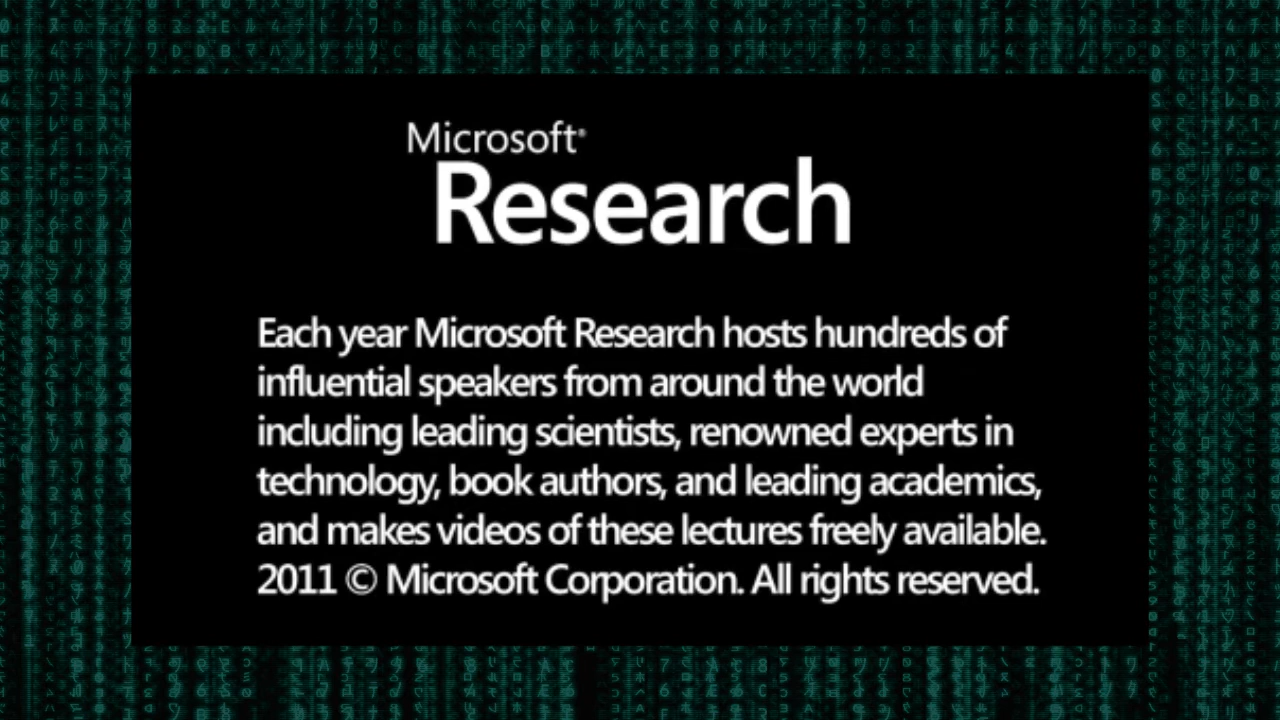 Microsoft®
Research
Each year Microsoft Research hosts hundreds of
influential speakers from around the world
including leading scientists, renowned experts in
technology, book authors, and leading academics,
and makes videos of these lectures freely available.
2011 © Microsoft Corporation. All rights reserved.